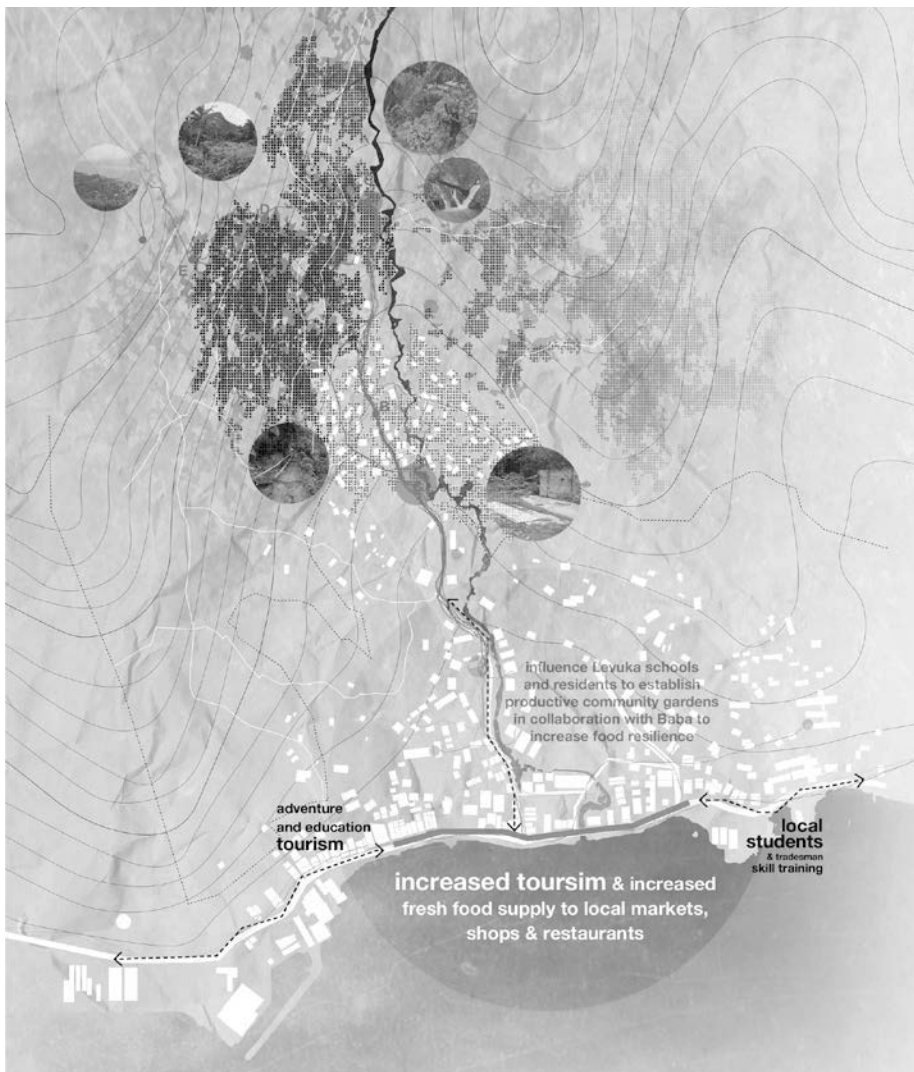 D
E
B
influence Levuka schools
and residents to establish
productive community gardens
in collaboration with Baba to
increase food resilience
adventure
and education
tourism
local
students
& tradesman
skill training
increased toursim & increased
fresh food supply to local markets,
shops & restaurants